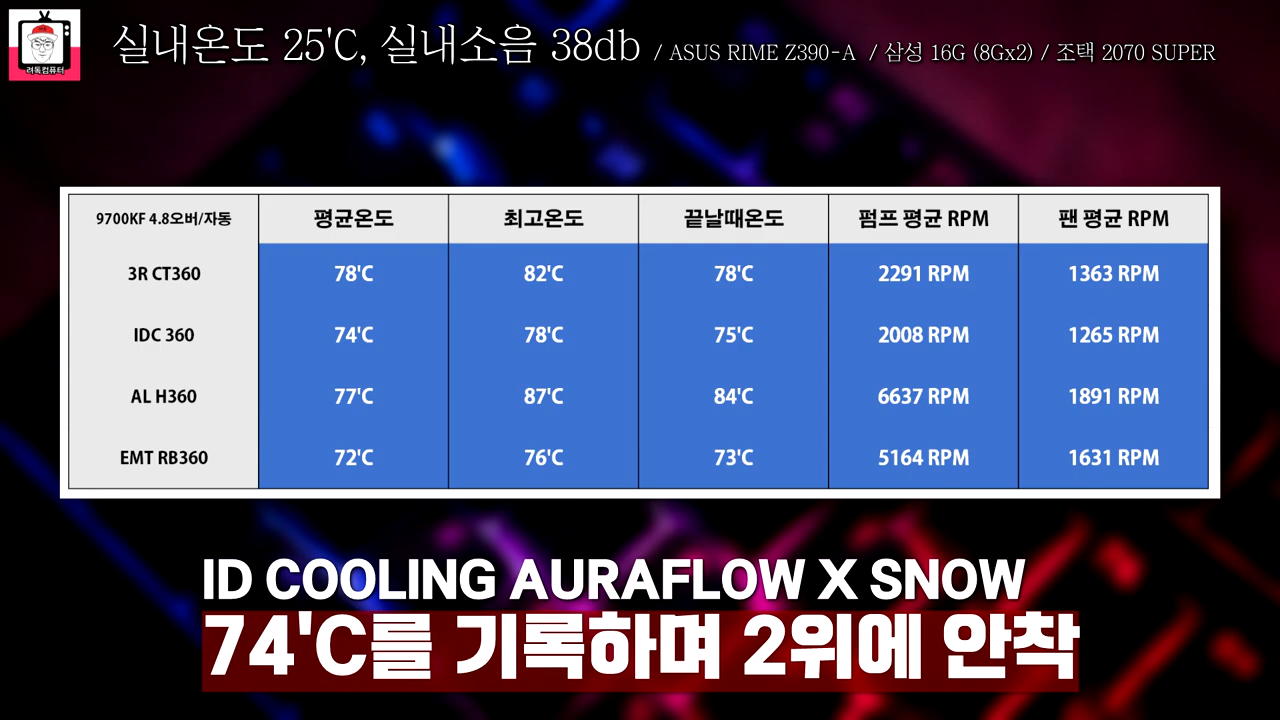 려독컴퓨터
실내온도 25'C, 실내소음 38db / ASUS RIME Z390-A / 삼성 16G (8Gx2) / 조택 2070 SUPER
9700KF 4.8오버/자동 평균온도 최고온도 끝날때온도 펌프 평균 RPM 팬 평균 RPM
3R CT360 78'C 82'C 78'C 2291 RPM 1363 RPM
IDC 360 74'C 78'C 75'C 2008 RPM 1265 RPM
AL H360 77'C 87'C 84'C 6637 RPM 1891 RPM
EMT RB360 72'C 76'C 73'C 5164 RPM 1631 RPM
ID COOLING AURAFLOW X SNOW
74'C를 기록하며 2위에 안착